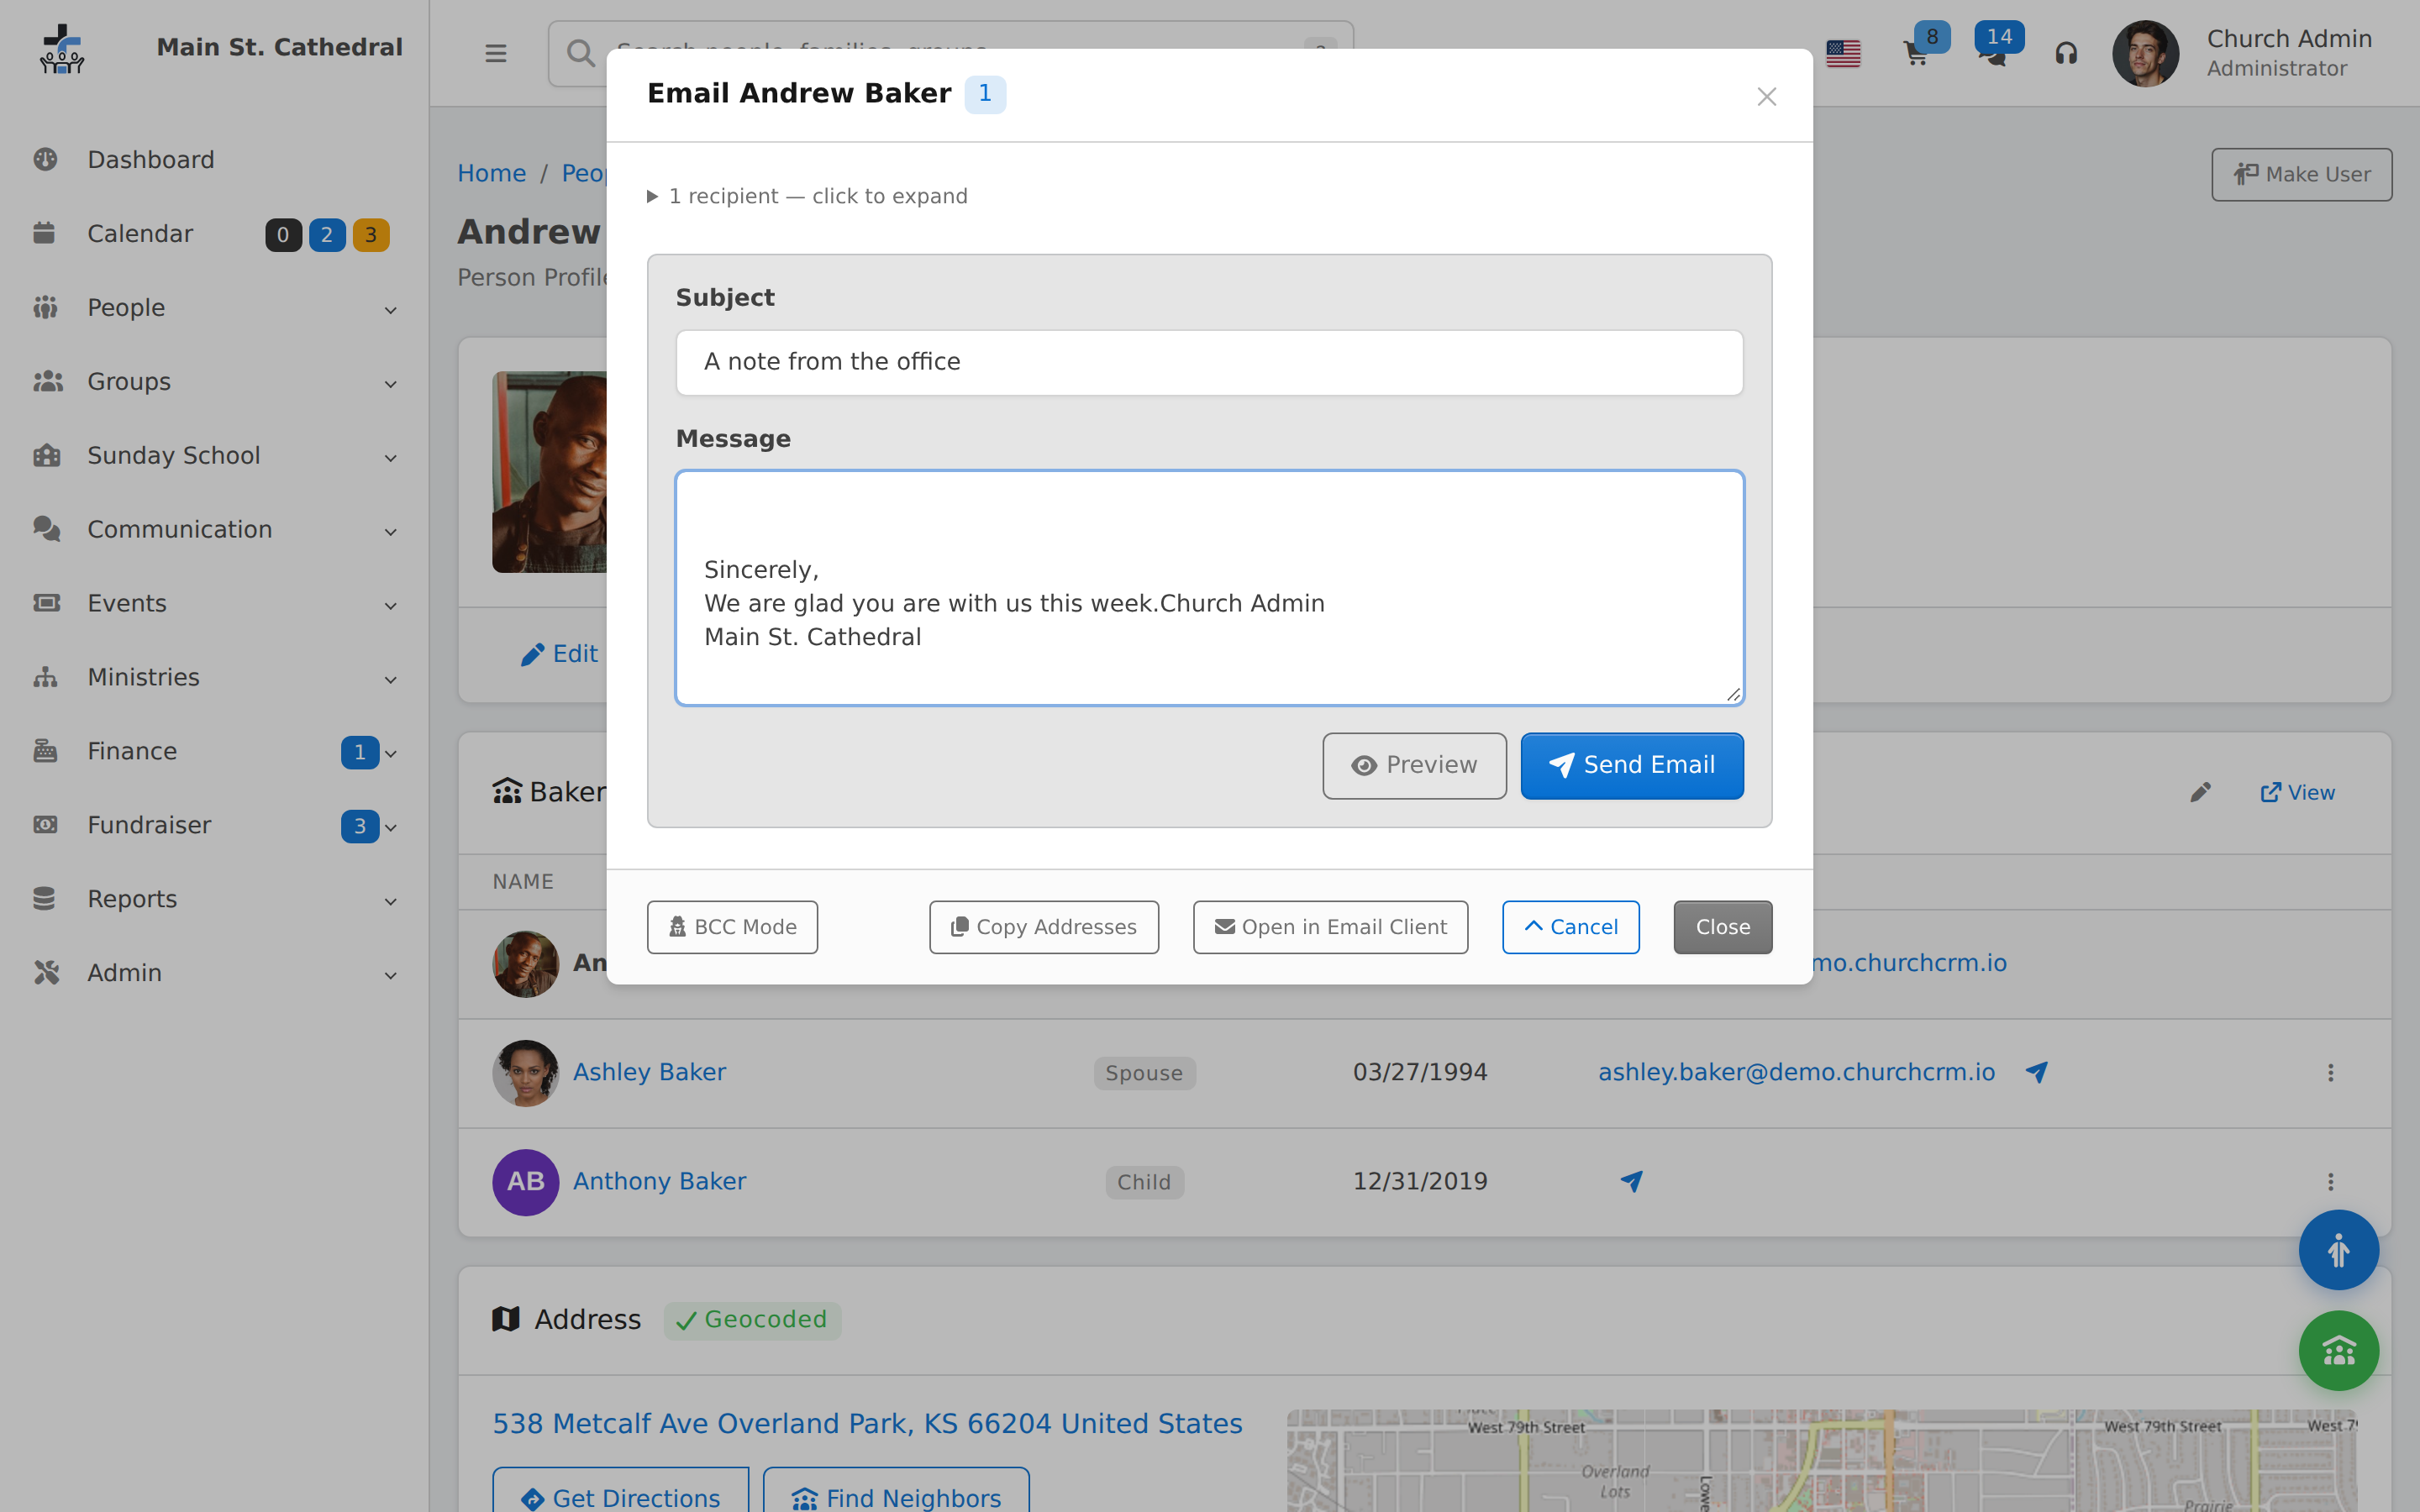 Main St. Cathedral
8
14
Church Admin
Administrator
Dashboard
Calendar 0 2 3
People
Groups
Sunday School
Communication
Events
Ministries
Finance 1
Fundraiser 3
Reports
Admin
Home /
Make User
Andrew
Person Profile
Edit
Email Andrew Baker 1
1 recipient — click to expand
Subject
A note from the office
Message
Sincerely,
We are glad you are with us this week.Church Admin
Main St. Cathedral
Preview
Send Email
BCC Mode
Copy Addresses
Open in Email Client
Cancel
Close
Baker
View
NAME
mo.churchcrm.io
Ashley Baker Spouse 03/27/1994 ashley.baker@demo.churchcrm.io
AB Anthony Baker Child 12/31/2019
Address Geocoded
538 Metcalf Ave Overland Park, KS 66204 United States
Get Directions
Find Neighbors
West 79th Street
West 79th Street
Overland
Lots
Prairie